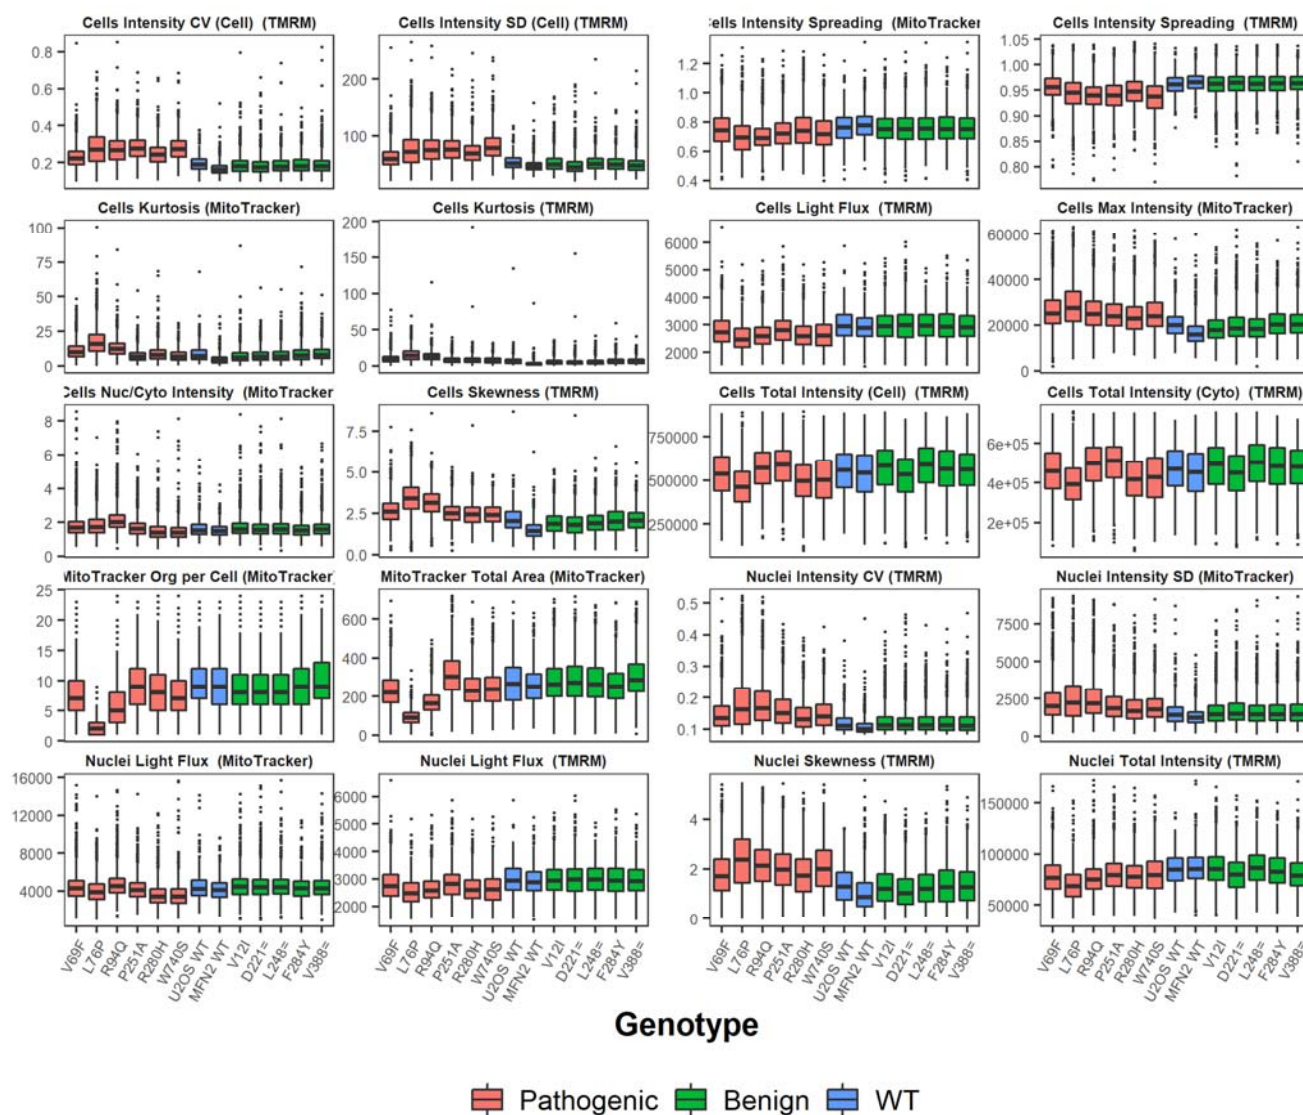 Cells Intensity CV (Cell) (TMRM)
0.8
0.6
0.4
0.2
Cells Intensity SD (Cell) (TMRM)
200
100
Cells Intensity Spreading (MitoTracker
1.2
1.0
0.8
0.6
0.4
Cells Intensity Spreading (TMRM)
1.05
1.00
0.95
0.90
0.85
0.80
Cells Kurtosis (MitoTracker)
100
75
50
25
0
Cells Kurtosis (TMRM)
200
150
100
50
0
Cells Light Flux (TMRM)
6000
5000
4000
3000
2000
Cells Max Intensity (MitoTracker)
60000
40000
20000
0
Cells Nuc/Cyto Intensity (MitoTracker
8
6
4
2
0
Cells Skewness (TMRM)
7.5
5.0
2.5
0.0
Cells Total Intensity (Cell) (TMRM)
750000
500000
250000
Cells Total Intensity (Cyto) (TMRM)
6e+05
4e+05
2e+05
MitoTracker Org per Cell (MitoTracker)
25
20
15
10
5
0
MitoTracker Total Area (MitoTracker)
600
400
200
0
Nuclei Intensity CV (TMRM)
0.5
0.4
0.3
0.2
0.1
Nuclei Intensity SD (MitoTracker)
7500
5000
2500
0
Nuclei Light Flux (MitoTracker)
16000
12000
8000
4000
Nuclei Light Flux (TMRM)
6000
5000
4000
3000
2000
Nuclei Skewness (TMRM)
4
2
0
Nuclei Total Intensity (TMRM)
150000
100000
50000
V69F
L76P
R94Q
P251A
R280H
W740S
U2OS WT
MFN2 WT
V12I
D221=
L248=
F284Y
V388=
V69F
L76P
R94Q
P251A
R280H
W740S
U2OS WT
MFN2 WT
V12I
D221=
L248=
F284Y
V388=
V69F
L76P
R94Q
P251A
R280H
W740S
U2OS WT
MFN2 WT
V12I
D221=
L248=
F284Y
V388=
V69F
L76P
R94Q
P251A
R280H
W740S
U2OS WT
MFN2 WT
V12I
D221=
L248=
F284Y
V388=
Genotype
Pathogenic Benign WT